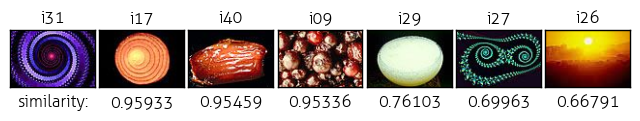 i31 i17 i40 i09 i29 i27 i26
similarity: 0.95933 0.95459 0.95336 0.76103 0.69963 0.66791